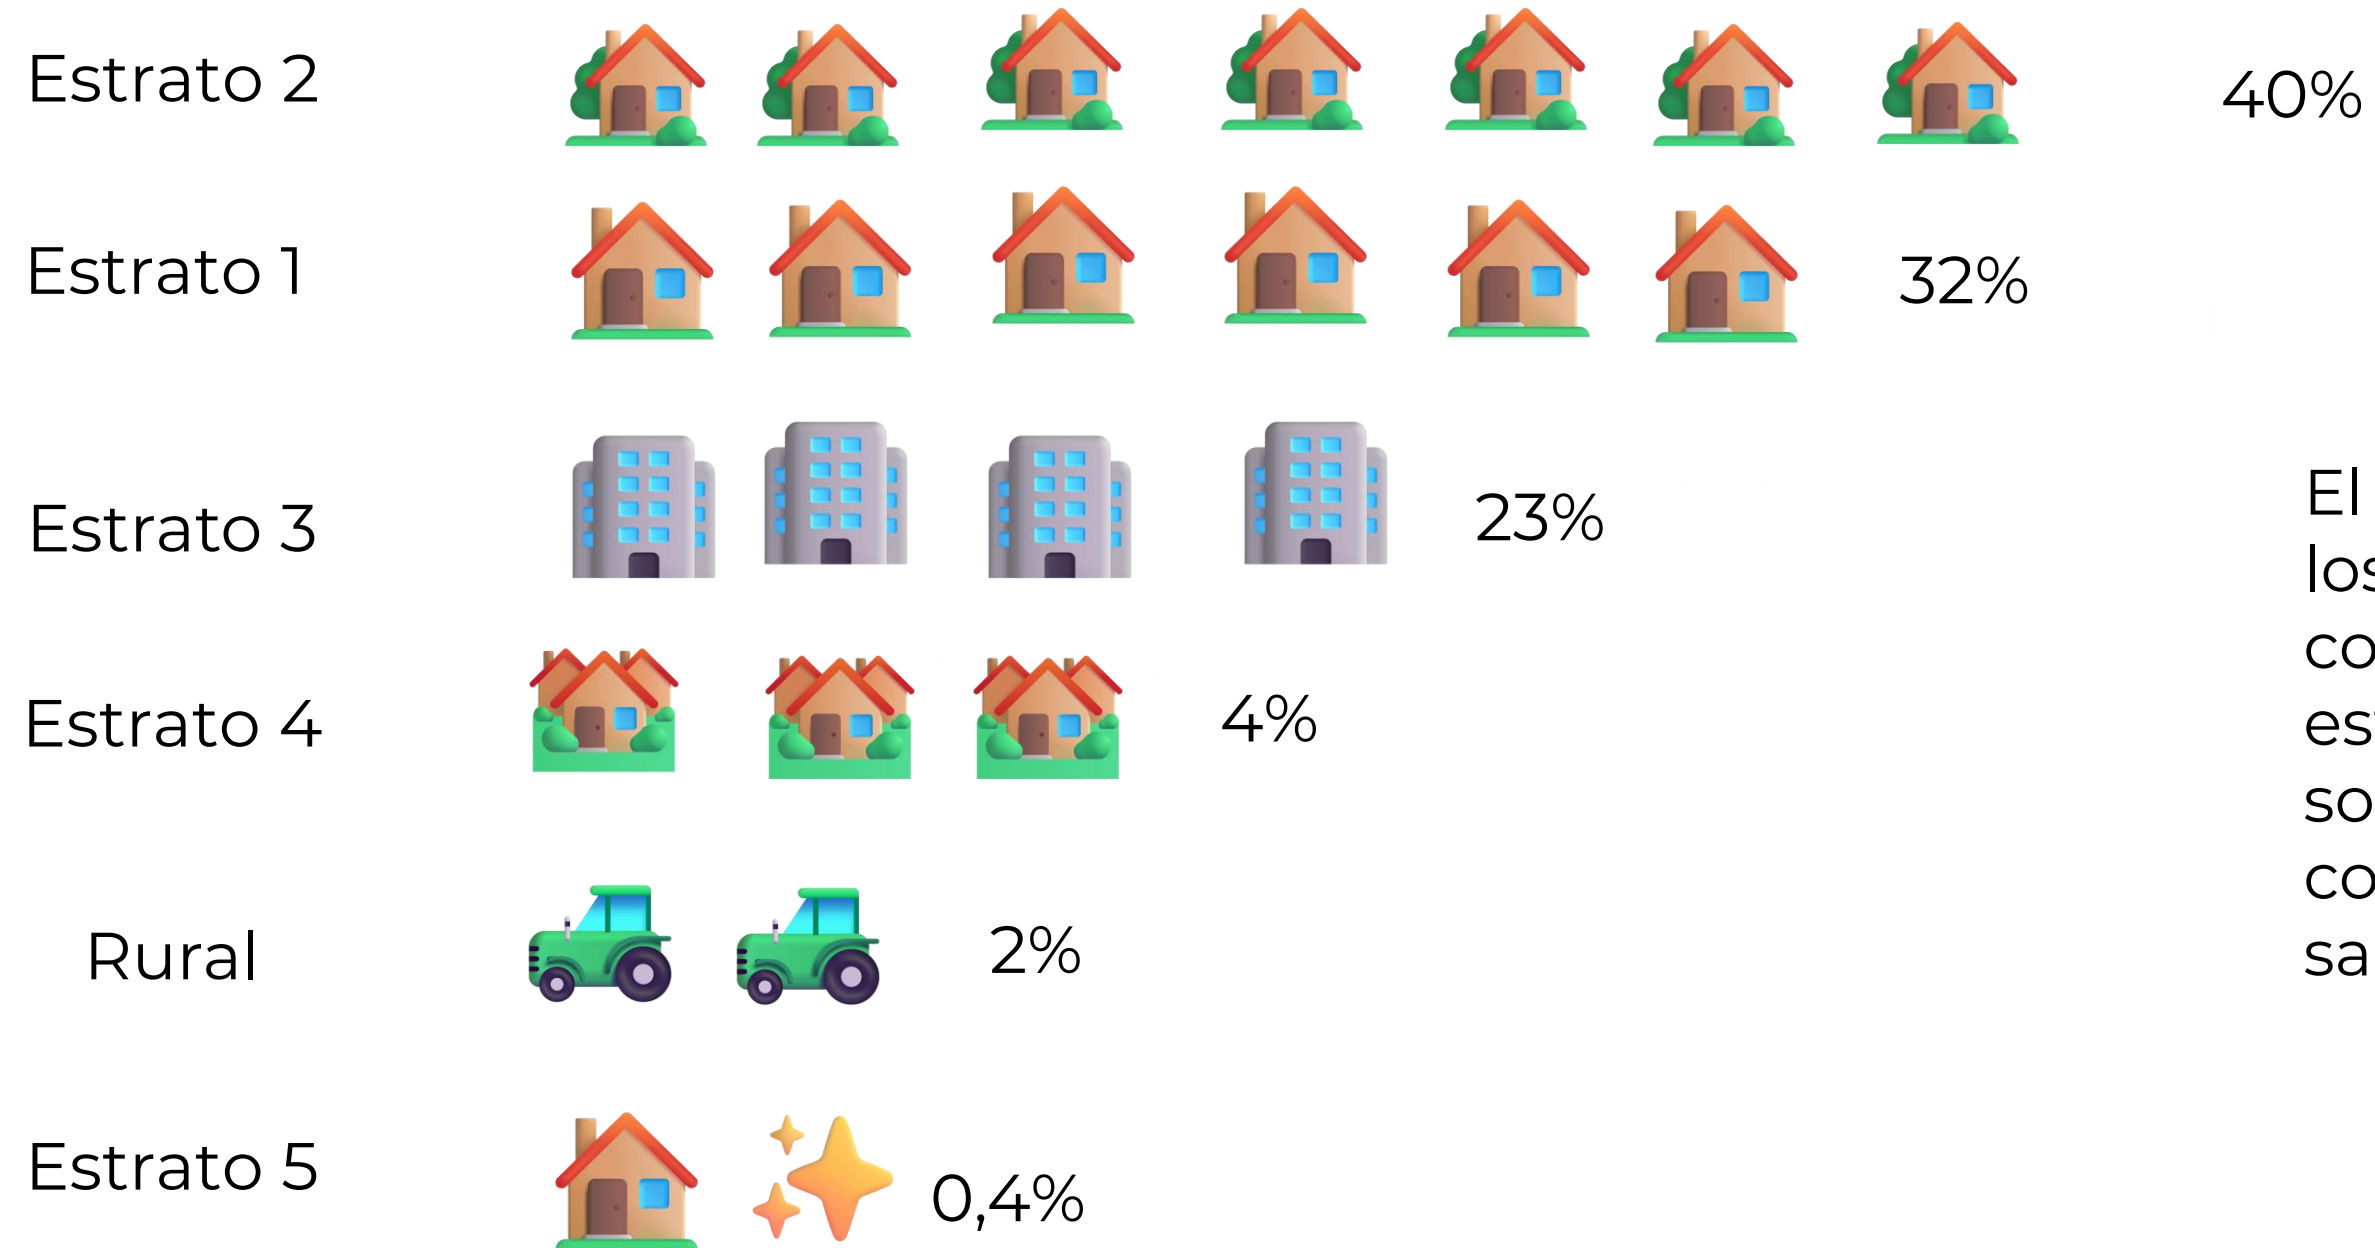 Estrato 2 40%
Estrato 1 32%
Estrato 3 23%
Estrato 4 4%
Rural 2%
Estrato 5 0,4%
El